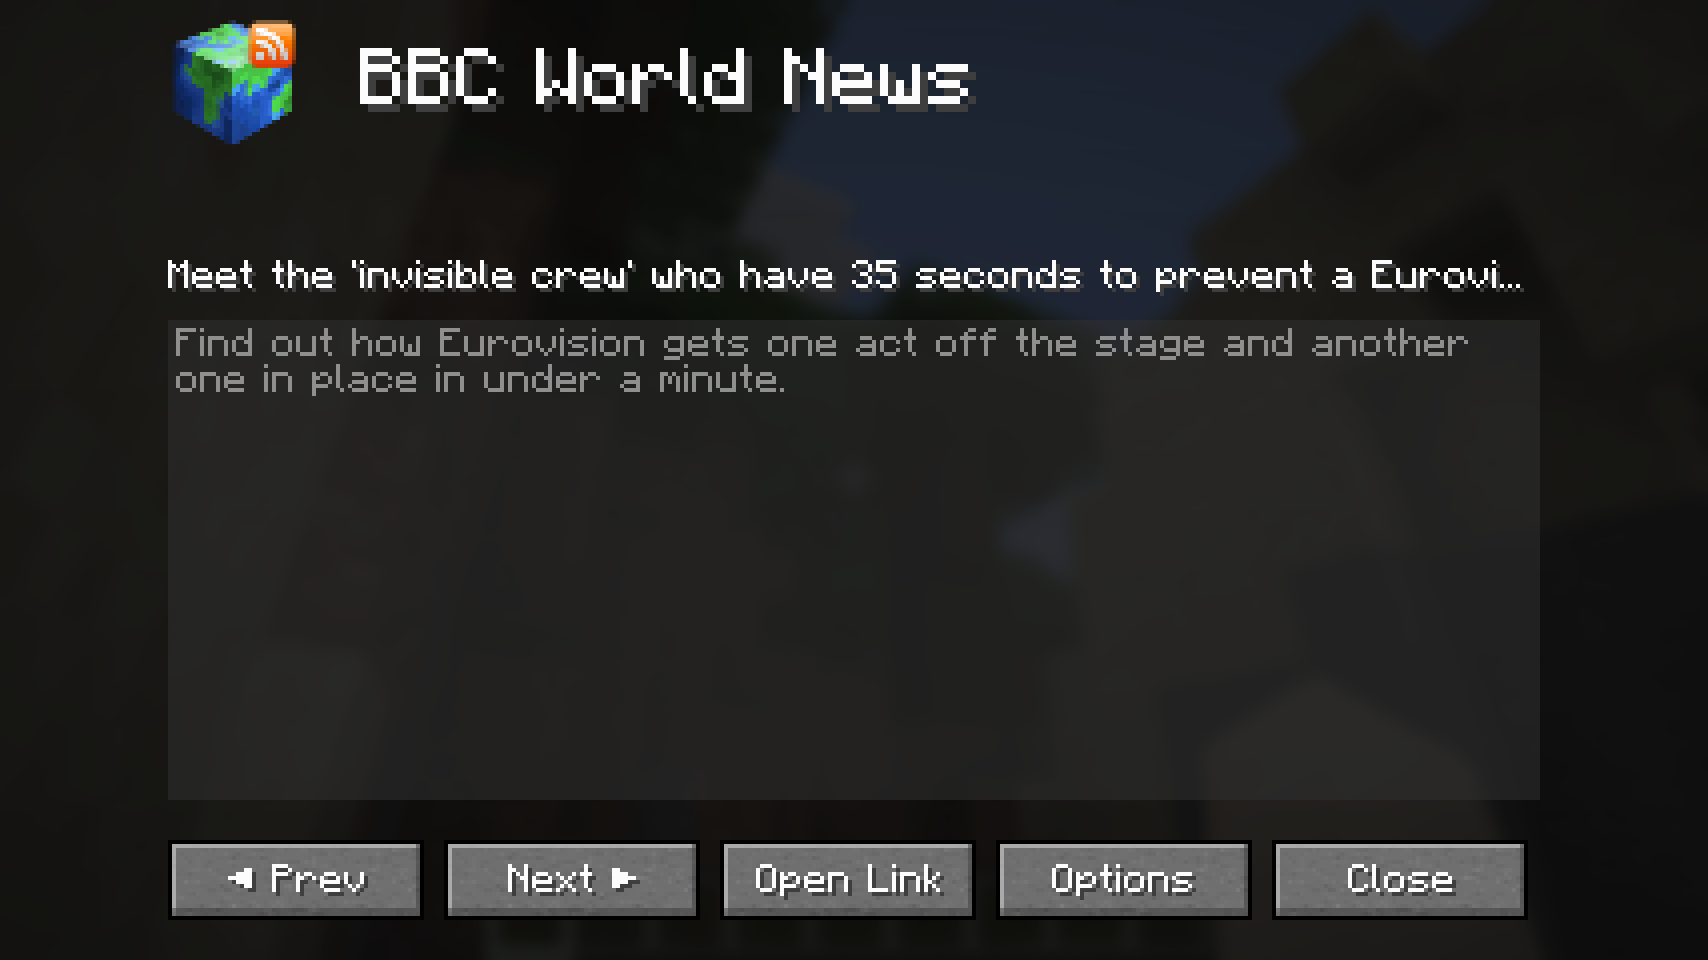 BBC World News
Meet the 'invisible crew' who have 35 seconds to prevent a Eurovi...
Find out how Eurovision gets one act off the stage and another
one in place in under a minute.
◀ Prev
Next ▶
Open Link
Options
Close